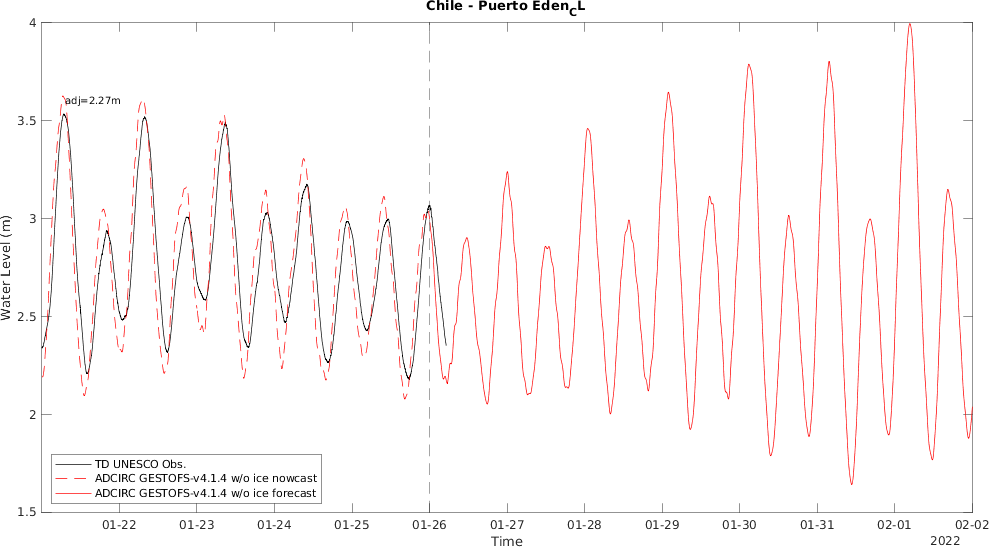 Chile - Puerto Eden_CL
4
3.5
3
2.5
2
1.5
Water Level (m)
adj=2.27m
TD UNESCO Obs.
ADCIRC GESTOFS-v4.1.4 w/o ice nowcast
ADCIRC GESTOFS-v4.1.4 w/o ice forecast
01-22 01-23 01-24 01-25 01-26 01-27 01-28 01-29 01-30 01-31 02-01 02-02
Time
2022